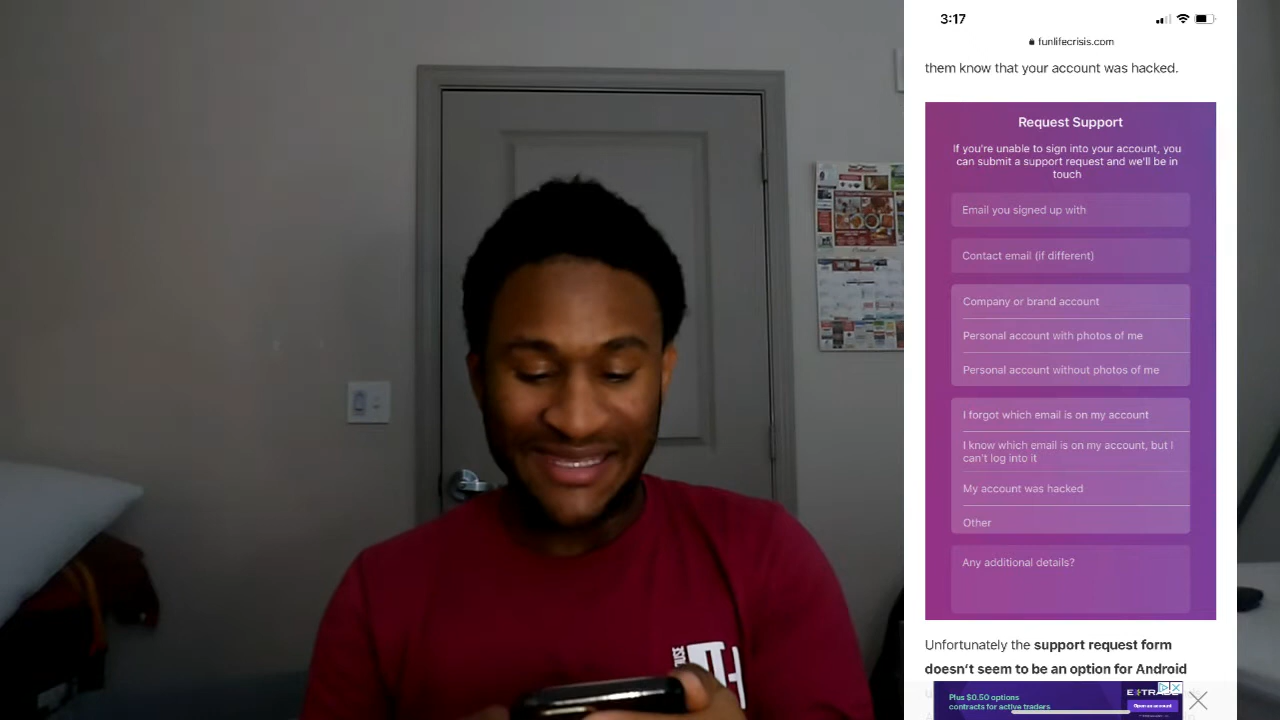 3:17
funlifecrisis.com
them know that your account was hacked.
Request Support
If you're unable to sign into your account, you
can submit a support request and we'll be in
touch
Email you signed up with
Contact email (if different)
Company or brand account
Personal account with photos of me
Personal account without photos of me
I forgot which email is on my account
I know which email is on my account, but I
can't log into it
My account was hacked
Other
Any additional details?
Unfortunately the support request form
doesn't seem to be an option for Android
Plus $0.50 options
contracts for active traders
E*TRADE
Open an account